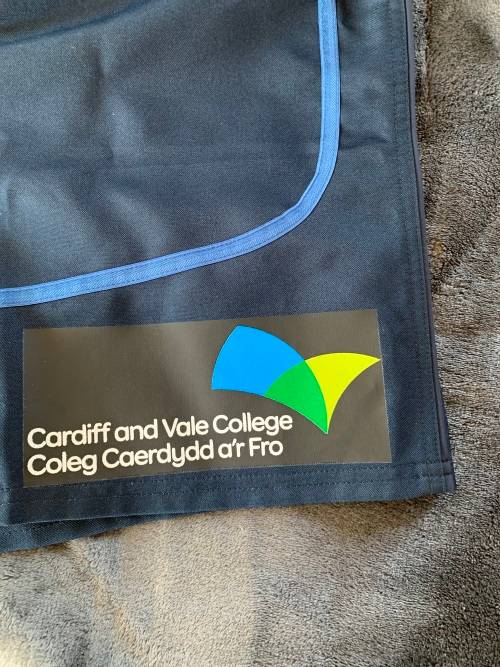 Cardiff and Vale College
Coleg Caerdydd a'r Fro